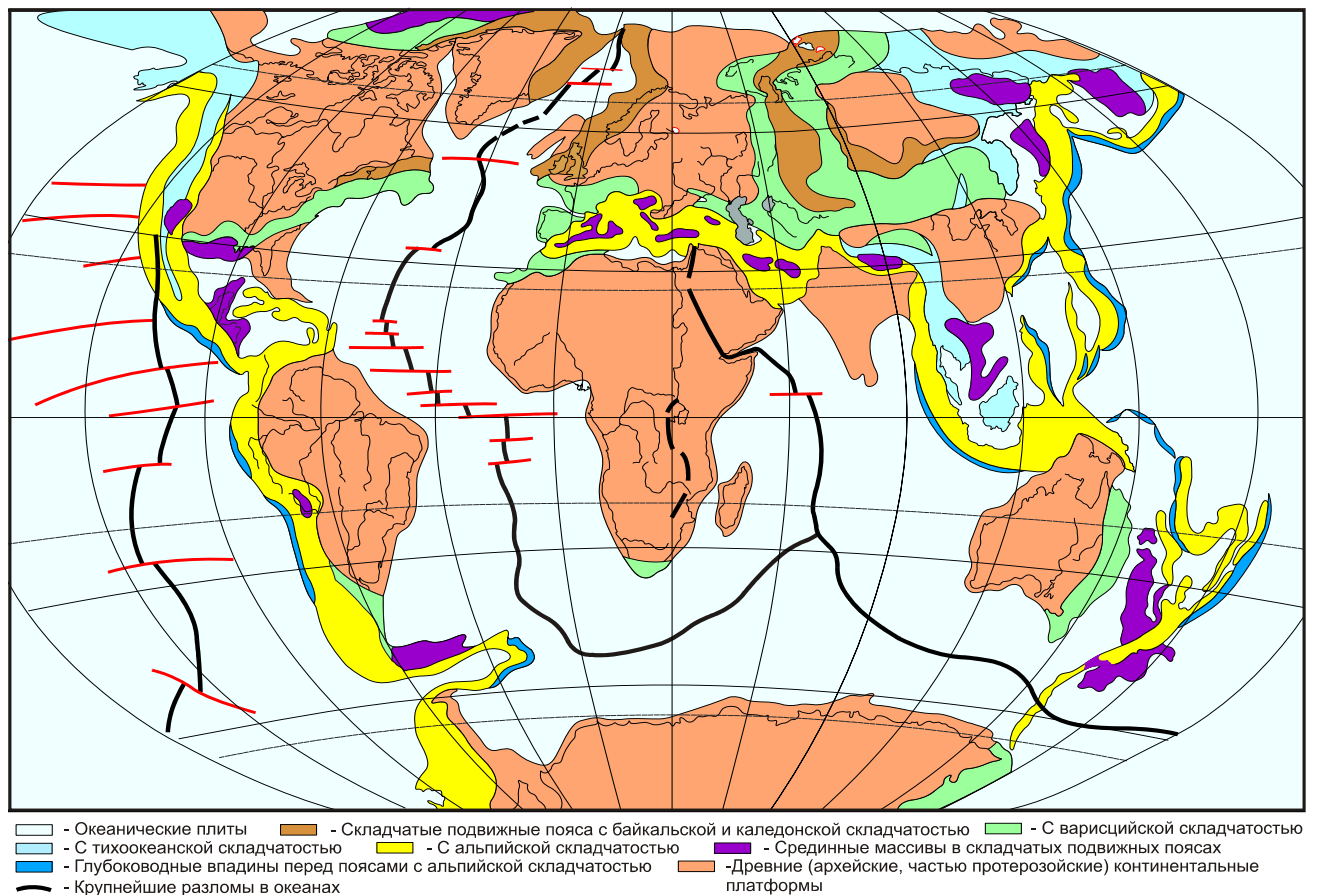 - Океанические плиты - Складчатые подвижные пояса с байкальской и каледонской складчатостью - С варисцийской складчатостью
- С тихоокеанской складчатостью - С альпийской складчатостью - Срединные массивы в складчатых подвижных поясах
- Глубоководные впадины перед поясами с альпийской складчатостью -Древние (архейские, частью протерозойские) континентальные
платформы
- Крупнейшие разломы в океанах